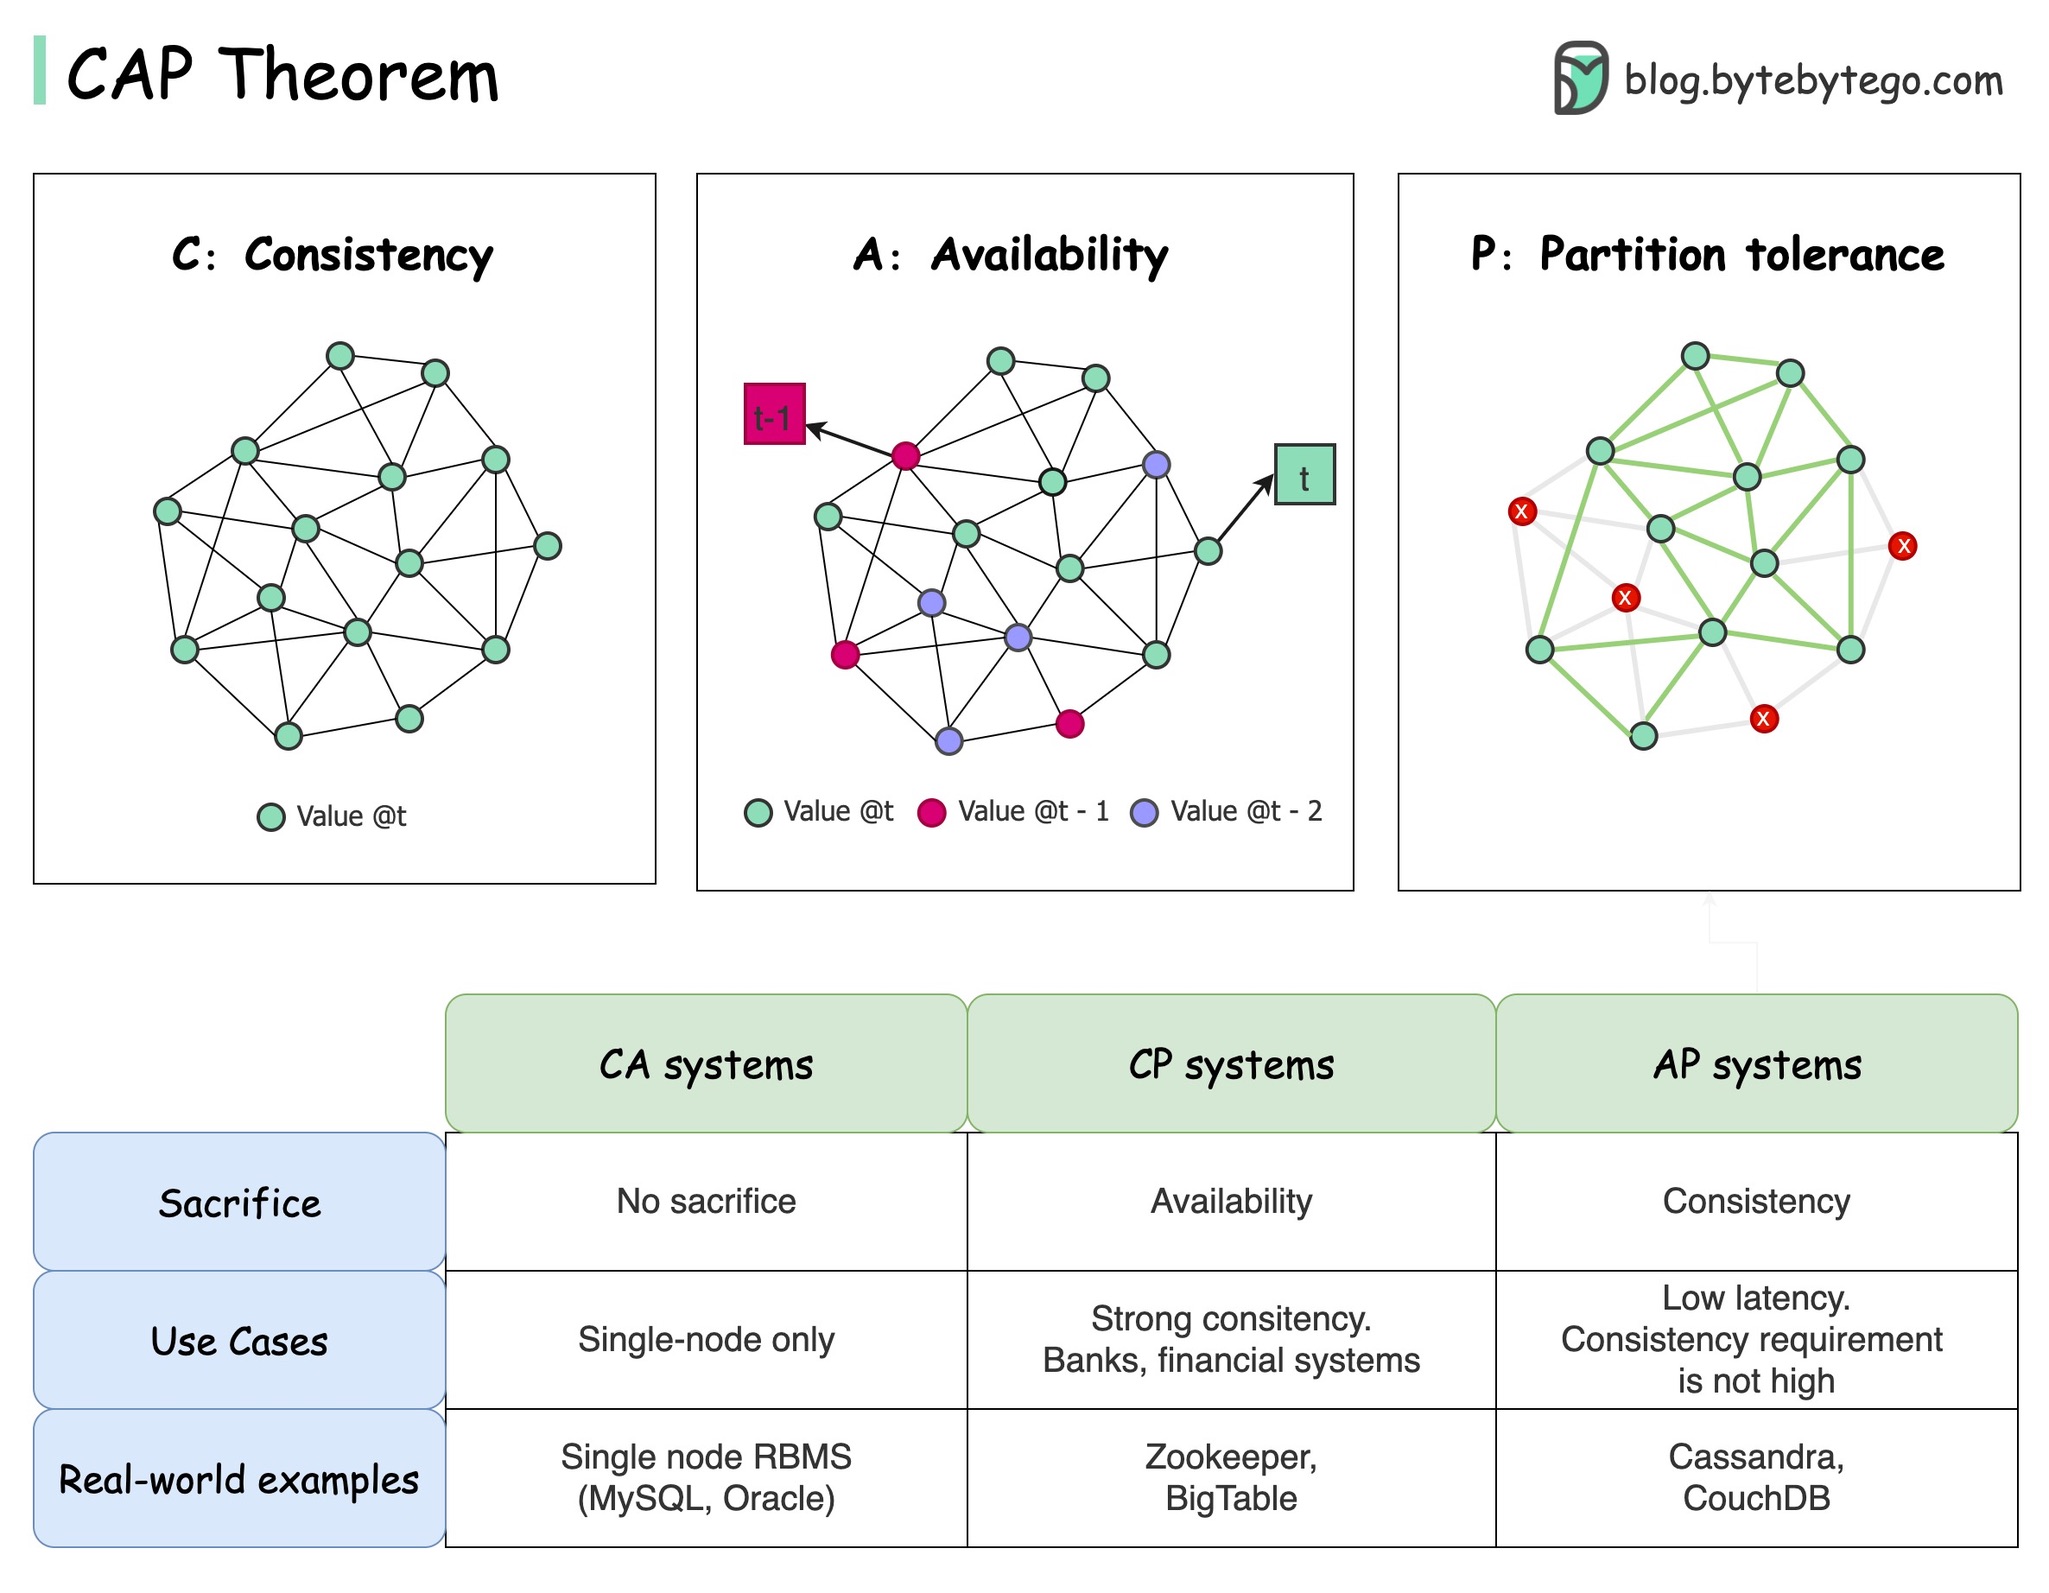 CAP Theorem
blog.bytebytego.com
C: Consistency
Value @t
A: Availability
t-1
t
Value @t
Value @t - 1
Value @t - 2
P: Partition tolerance
X
X
X
X
CA systems
CP systems
AP systems
Sacrifice
No sacrifice
Availability
Consistency
Use Cases
Single-node only
Strong consitency.
Banks, financial systems
Low latency.
Consistency requirement
is not high
Real-world examples
Single node RBMS
(MySQL, Oracle)
Zookeeper,
BigTable
Cassandra,
CouchDB